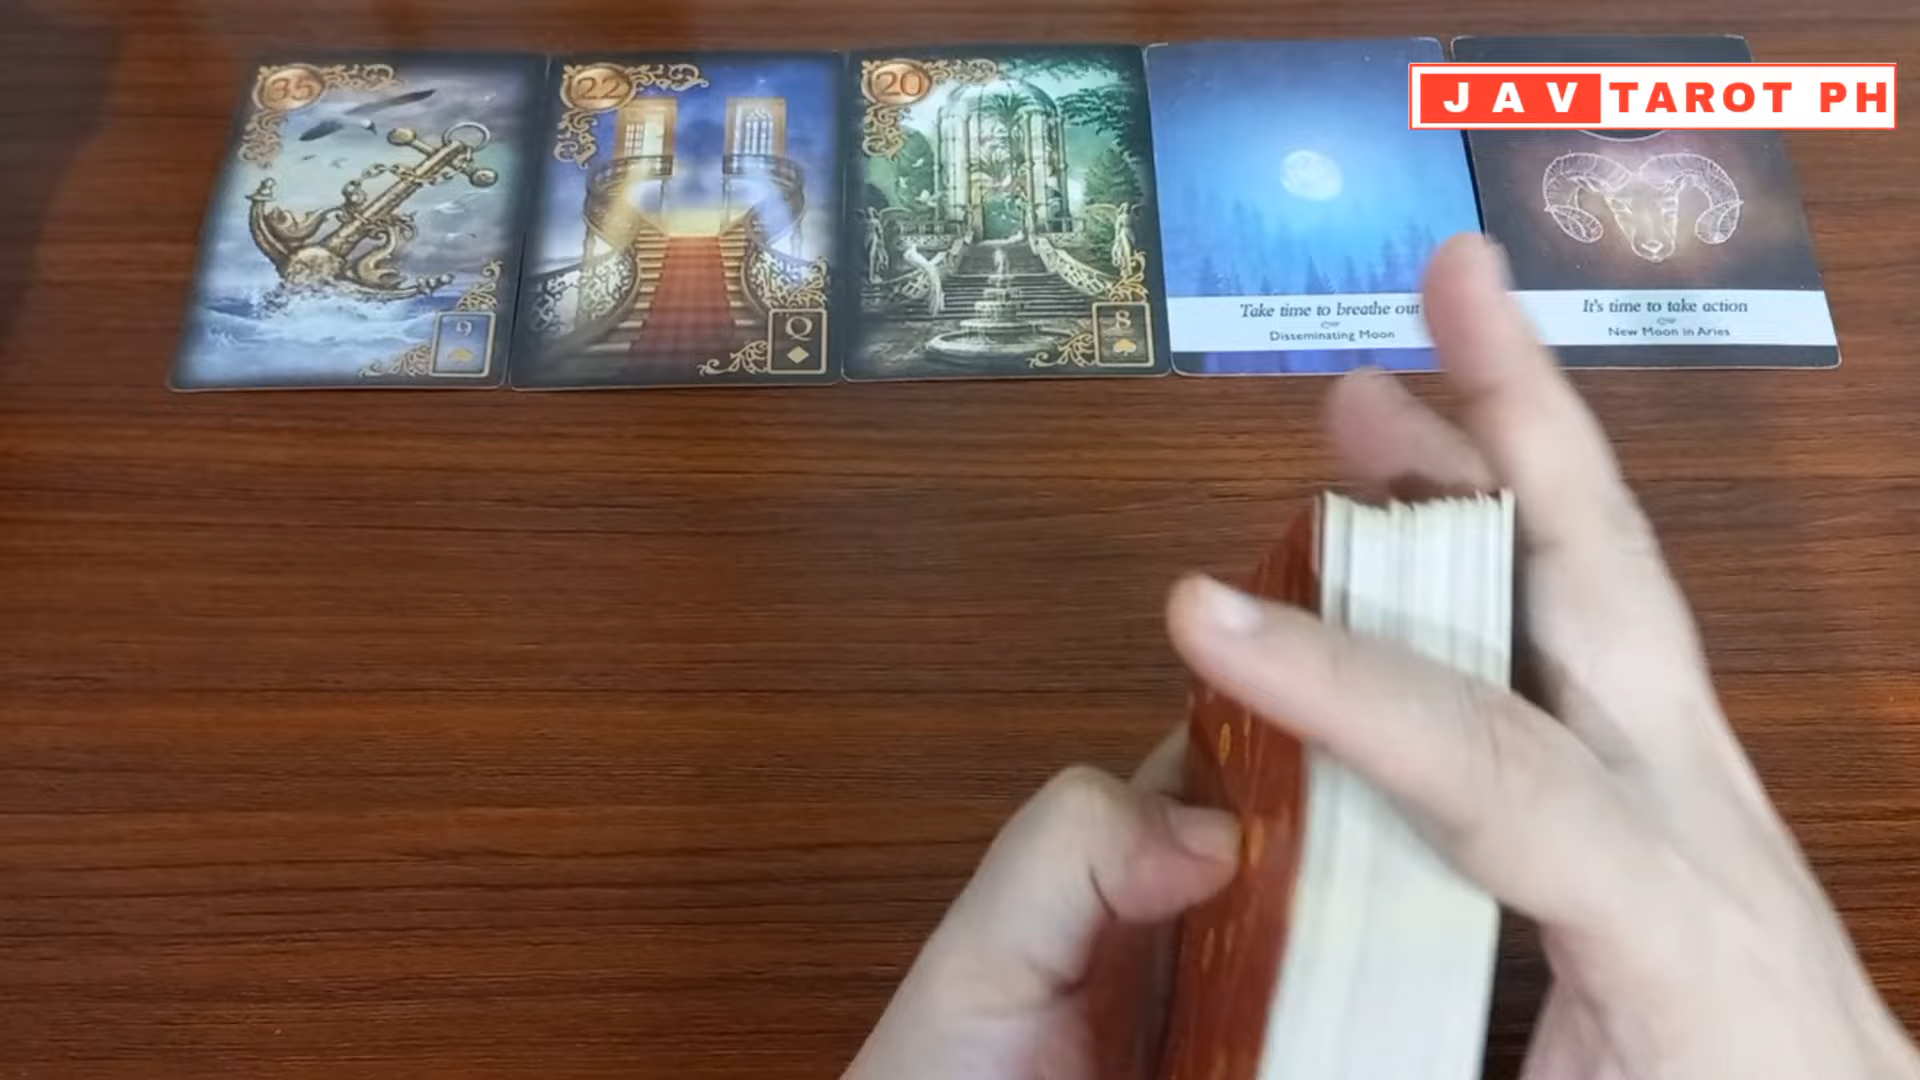 35
22
20
JAV TAROT PH
9
Q
8
Take time to breathe out
Disseminating Moon
It's time to take action
New Moon in Aries